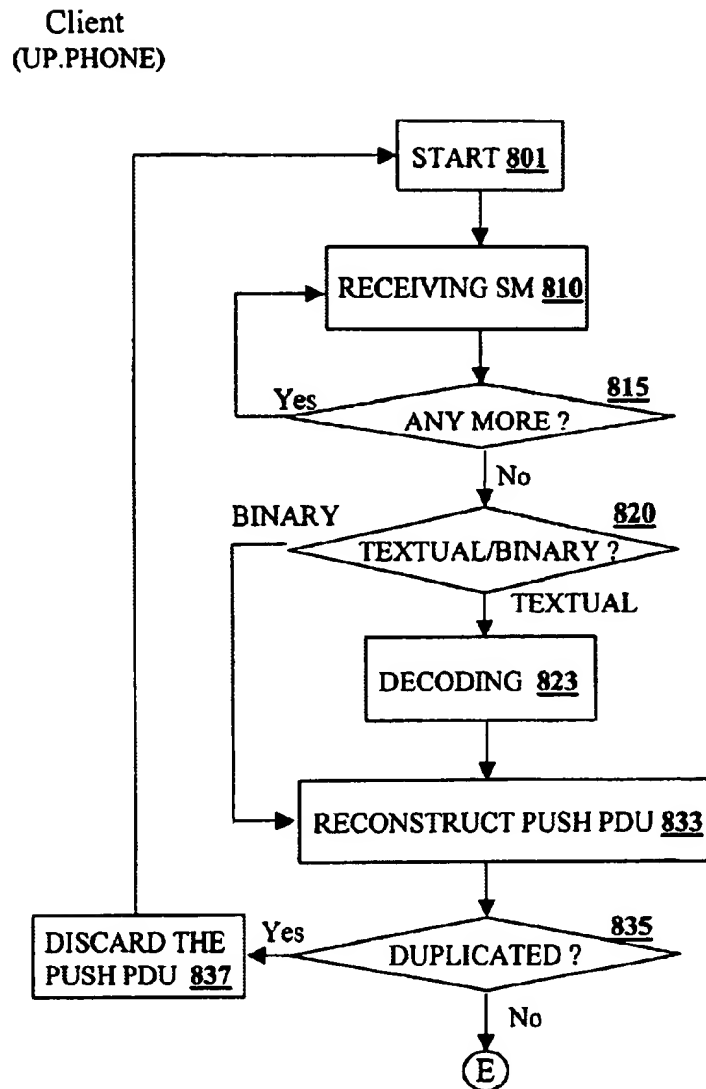 Client
(UP.PHONE)
START 801
RECEIVING SM 810
815
Yes
ANY MORE ?
No
BINARY
820
TEXTUAL/BINARY ?
TEXTUAL
DECODING 823
RECONSTRUCT PUSH PDU 833
835
Yes
DUPLICATED ?
DISCARD THE
PUSH PDU 837
No
E